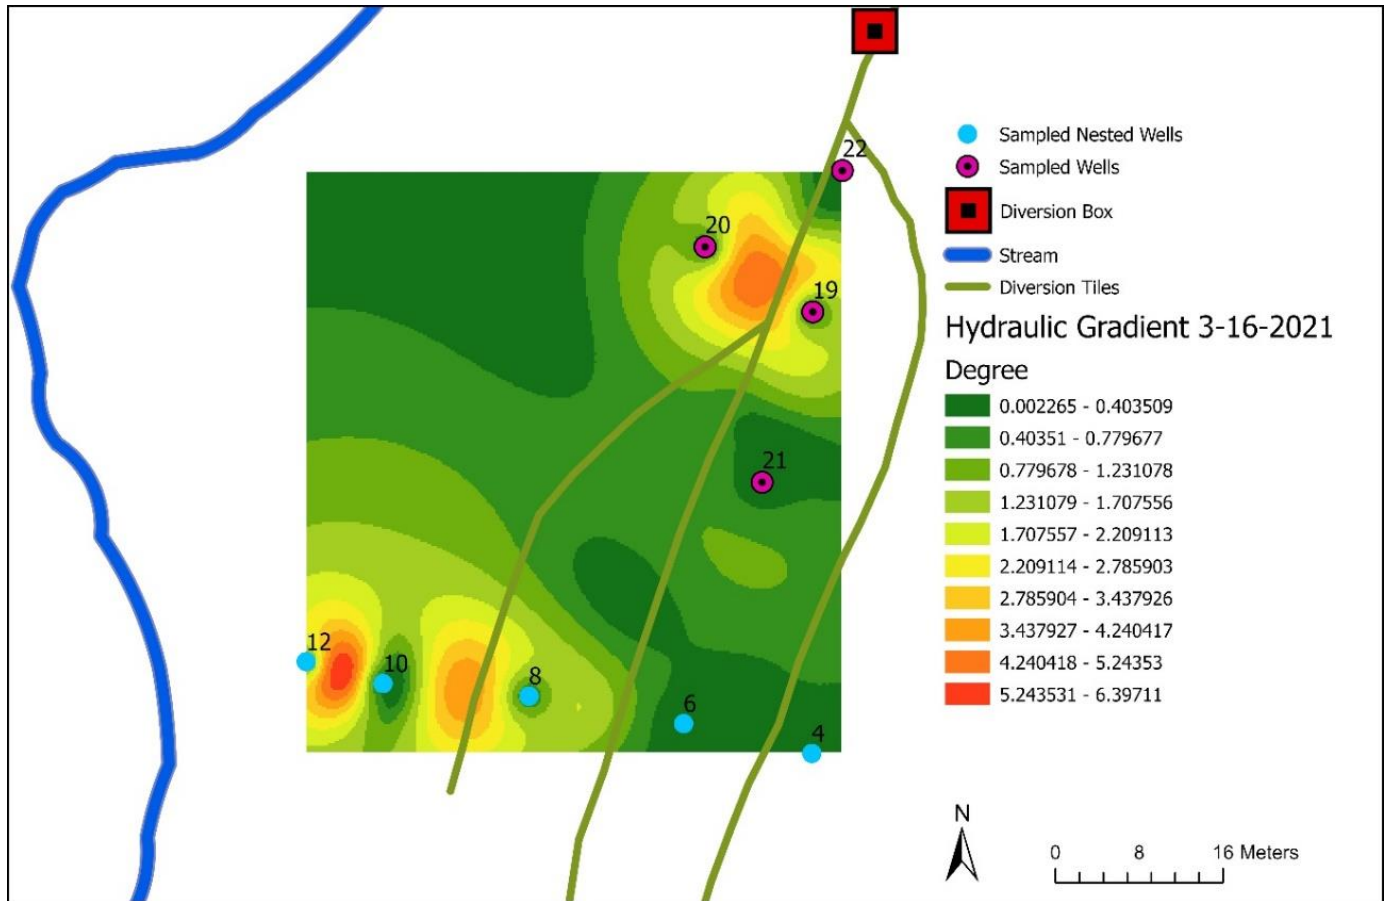 22
20
19
21
12
10
8
6
4
Sampled Nested Wells
Sampled Wells
Diversion Box
Stream
Diversion Tiles
Hydraulic Gradient 3-16-2021
Degree
0.002265 - 0.403509
0.40351 - 0.779677
0.779678 - 1.231078
1.231079 - 1.707556
1.707557 - 2.209113
2.209114 - 2.785903
2.785904 - 3.437926
3.437927 - 4.240417
4.240418 - 5.24353
5.243531 - 6.39711
N
0 8 16 Meters